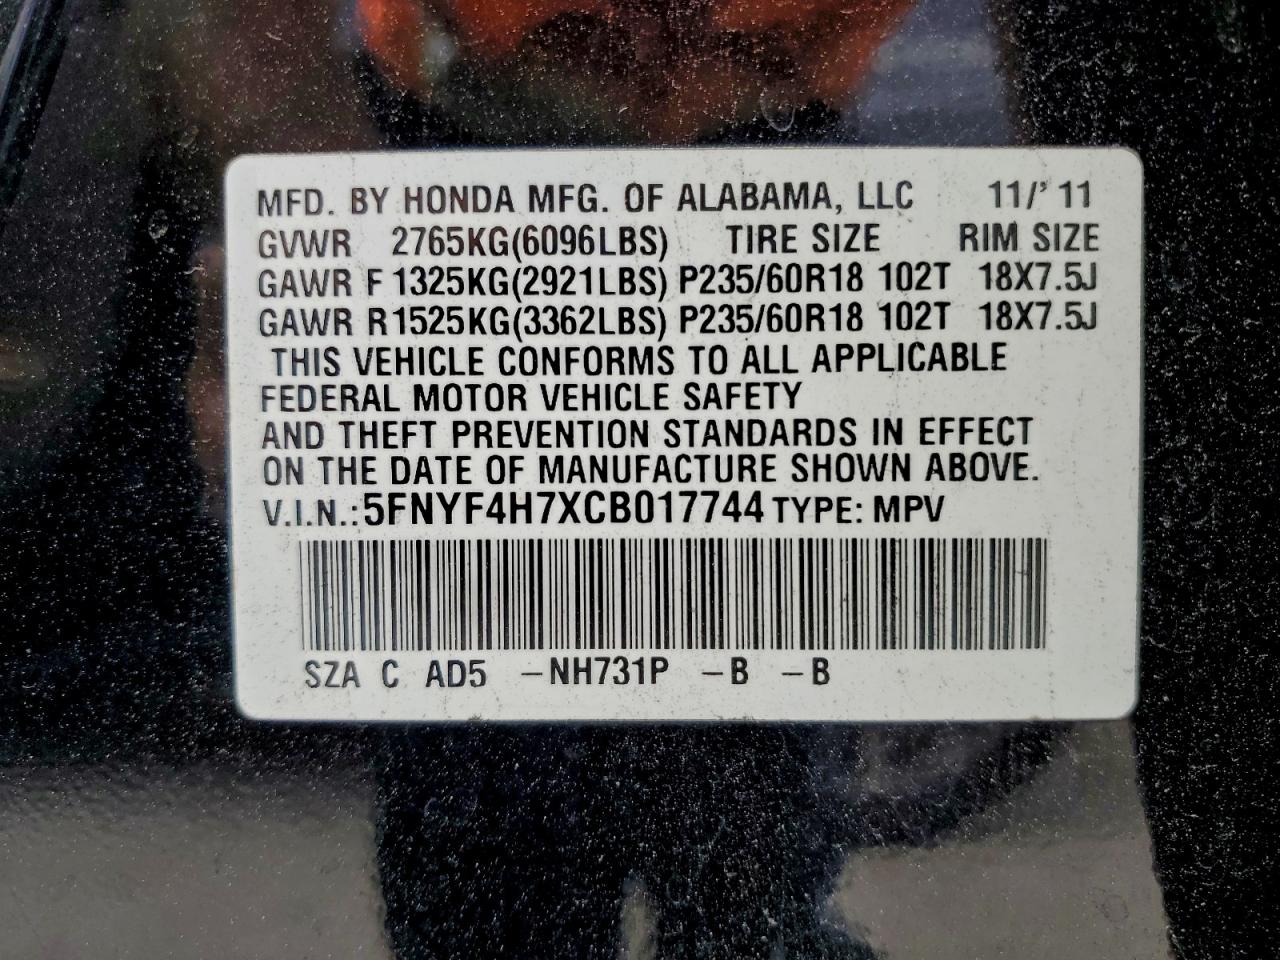 MFD. BY HONDA MFG. OF ALABAMA, LLC 11/' 11
GVWR 2765KG(6096LBS) TIRE SIZE RIM SIZE
GAWR F 1325KG(2921LBS) P235/60R18 102T 18X7.5J
GAWR R 1525KG(3362LBS) P235/60R18 102T 18X7.5J
THIS VEHICLE CONFORMS TO ALL APPLICABLE
FEDERAL MOTOR VEHICLE SAFETY
AND THEFT PREVENTION STANDARDS IN EFFECT
ON THE DATE OF MANUFACTURE SHOWN ABOVE.
V.I.N.: 5FNYF4H7XCB017744 TYPE: MPV
SZA C AD5 –NH731P –B –B